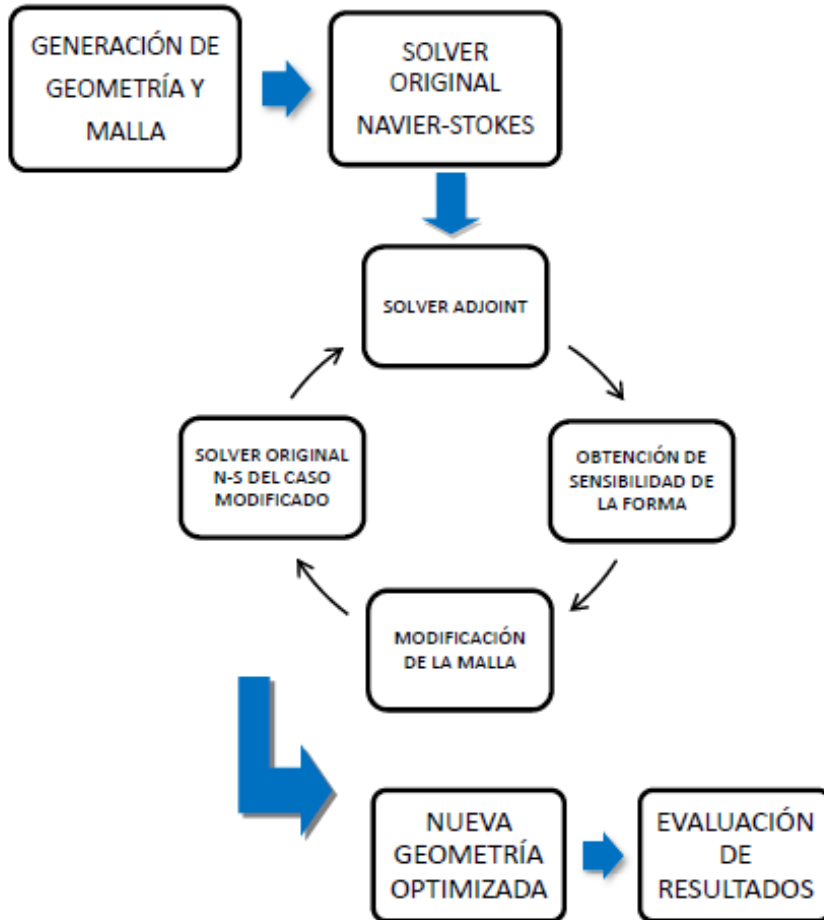 GENERACIÓN DE
GEOMETRÍA Y
MALLA
SOLVER
ORIGINAL
NAVIER-STOKES
SOLVER ADJOINT
OBTENCIÓN DE
SENSIBILIDAD DE
LA FORMA
MODIFICACIÓN
DE LA MALLA
SOLVER ORIGINAL
N-S DEL CASO
MODIFICADO
NUEVA
GEOMETRÍA
OPTIMIZADA
EVALUACIÓN
DE
RESULTADOS